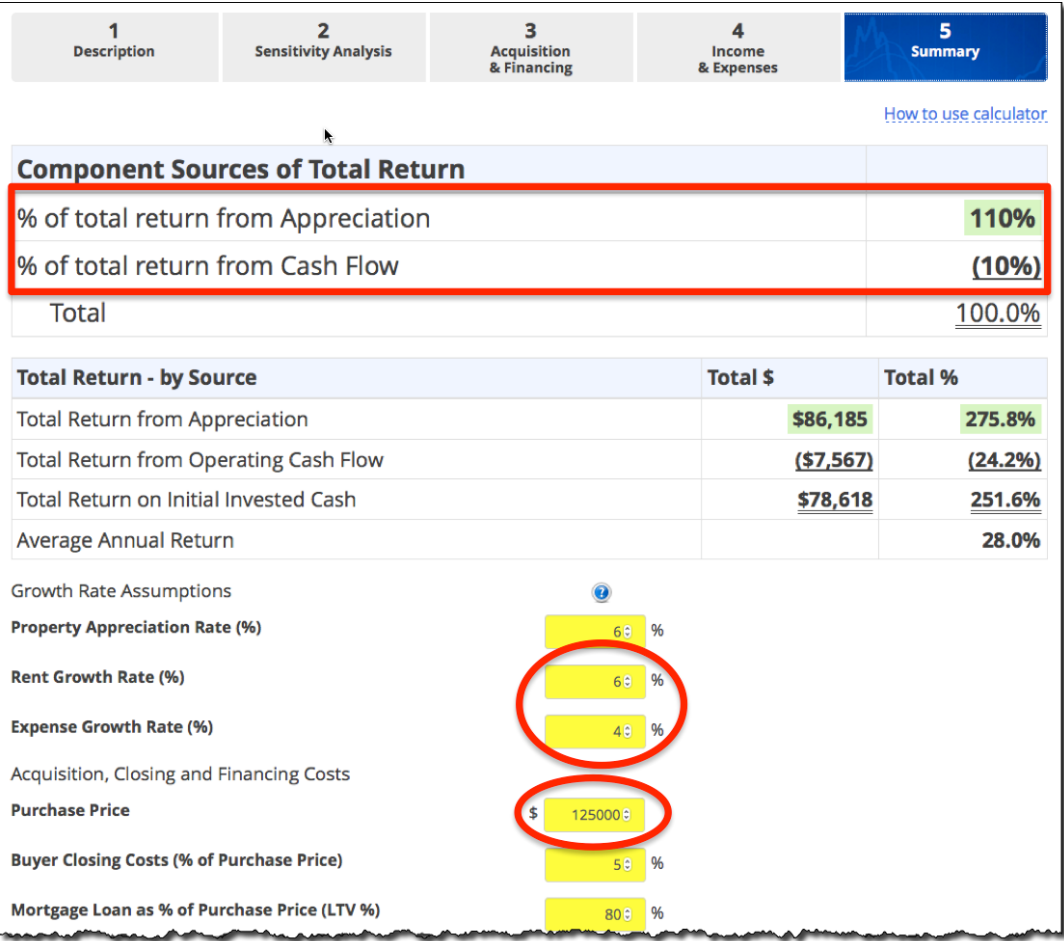 1
Description
2
Sensitivity Analysis
3
Acquisition
& Financing
4
Income
& Expenses
5
Summary
How to use calculator
Component Sources of Total Return
% of total return from Appreciation 110%
% of total return from Cash Flow (10%)
Total 100.0%
Total Return - by Source Total $ Total %
Total Return from Appreciation $86,185 275.8%
Total Return from Operating Cash Flow ($7,567) (24.2%)
Total Return on Initial Invested Cash $78,618 251.6%
Average Annual Return 28.0%
Growth Rate Assumptions ?
Property Appreciation Rate (%) 6 %
Rent Growth Rate (%) 6 %
Expense Growth Rate (%) 4 %
Acquisition, Closing and Financing Costs
Purchase Price $ 125000
Buyer Closing Costs (% of Purchase Price) 5 %
Mortgage Loan as % of Purchase Price (LTV %) 80 %